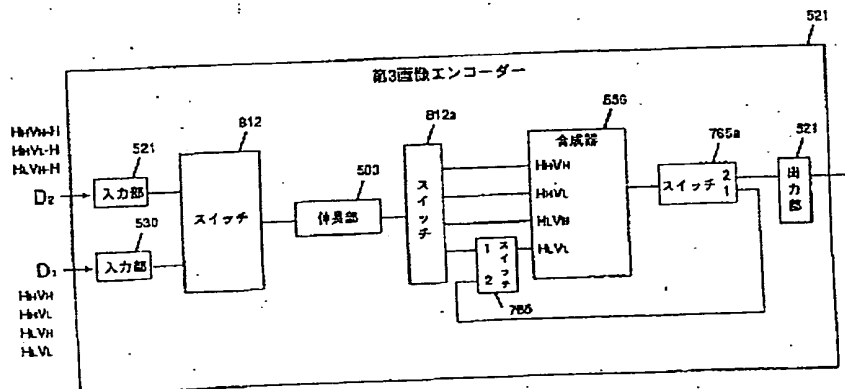 521
第3画像エンコーダー
812
812a
556
765a
521
HHVH-H
HHVL-H
HLVH-H
521
合成器
D2
入力部
スイッチ
503
伸長部
スイッチ
HHVH
HHVL
HLVH
HLVL
スイッチ
2
1
出力部
530
D1
入力部
1
2
スイッチ
765
HHVH
HHVL
HLVH
HLVL